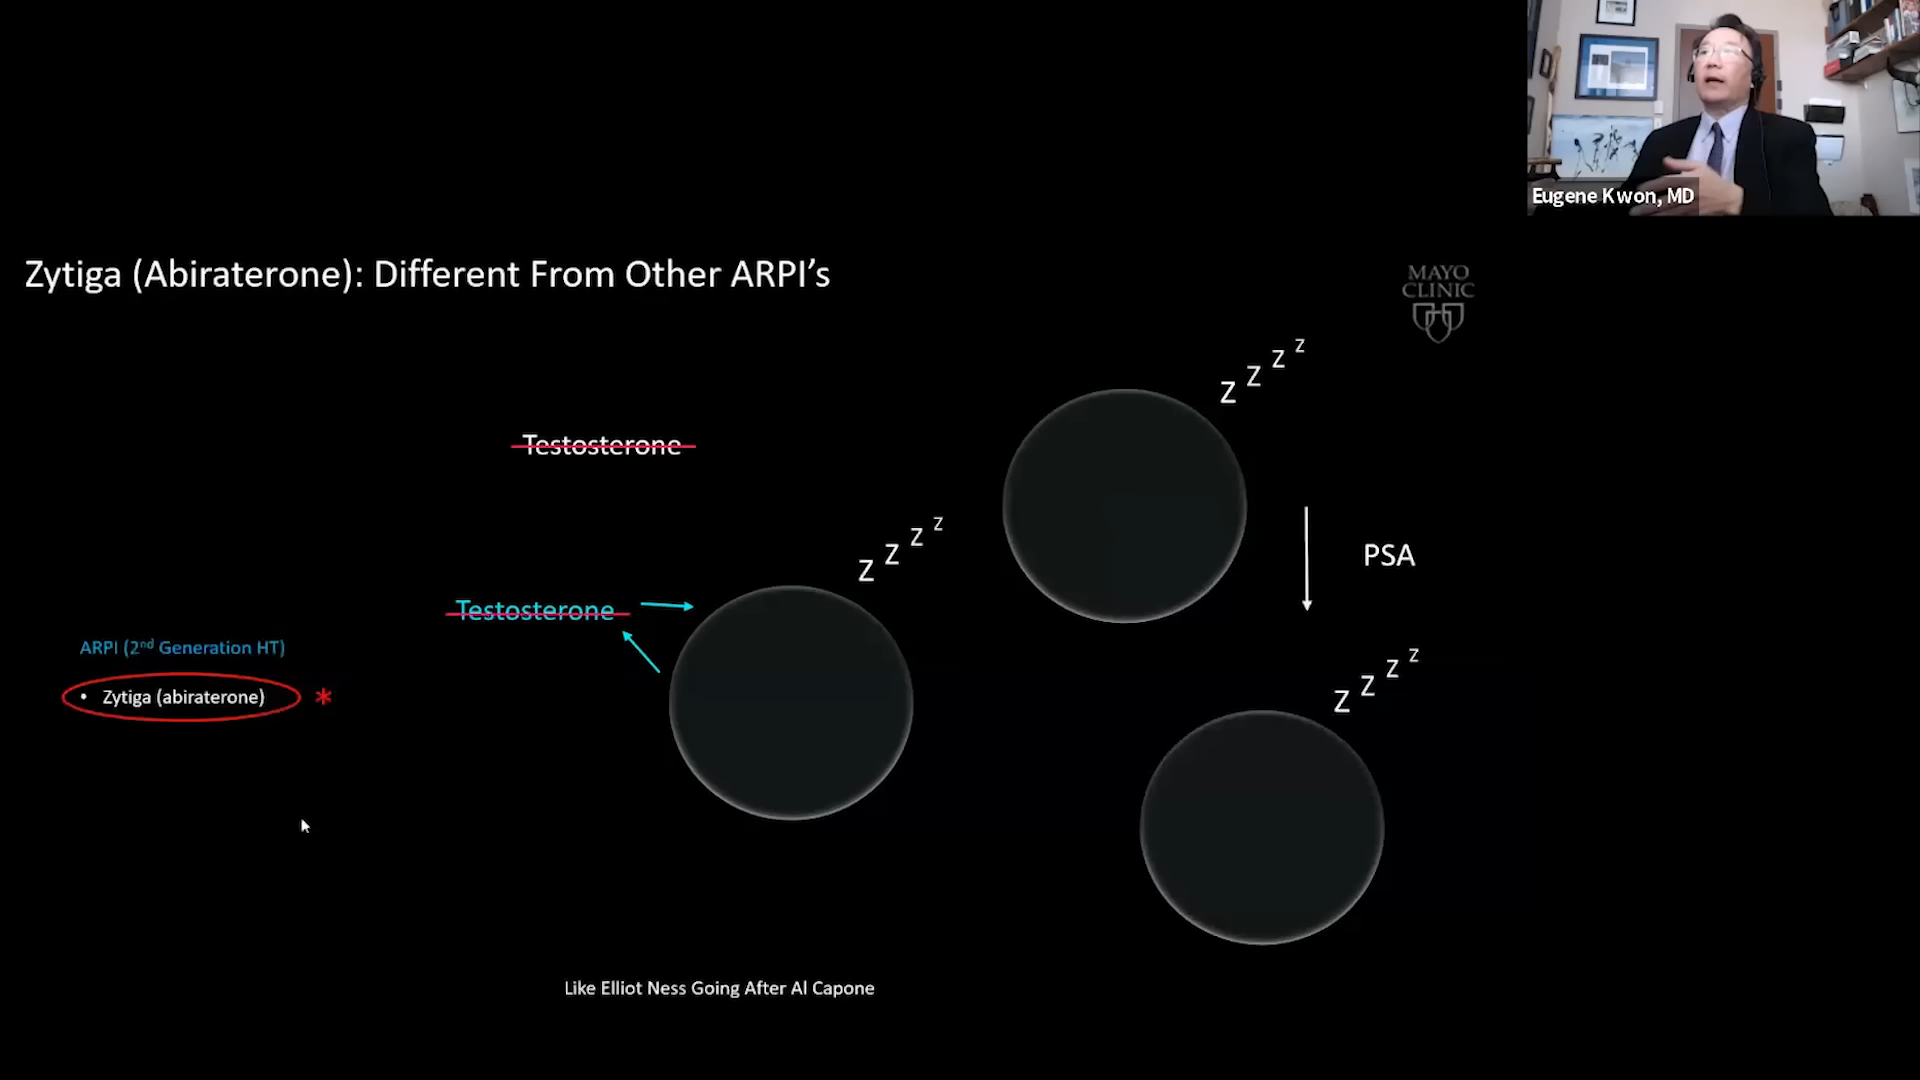 Eugene Kwon, MD
Zytiga (Abiraterone): Different From Other ARPI's
MAYO
CLINIC
Z Z Z Z
Testosterone
Z Z Z Z
PSA
Testosterone
ARPI (2nd Generation HT)
• Zytiga (abiraterone) *
Z Z Z Z
Like Elliot Ness Going After Al Capone